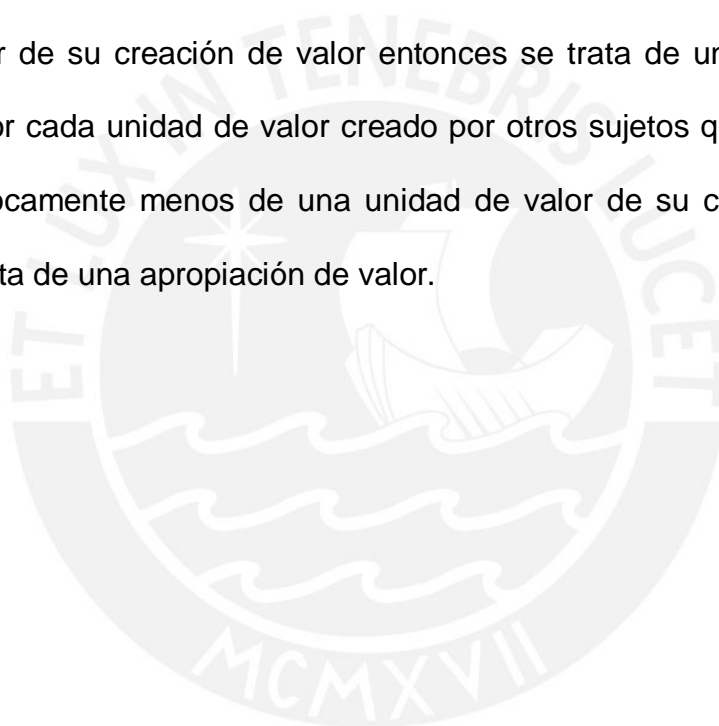 r de su creación de valor entonces se trata de un
or cada unidad de valor creado por otros sujetos q
ocamente menos de una unidad de valor de su c
ta de una apropiación de valor.
ET LUX IN TENEBRIS LUCET
MCMXVII